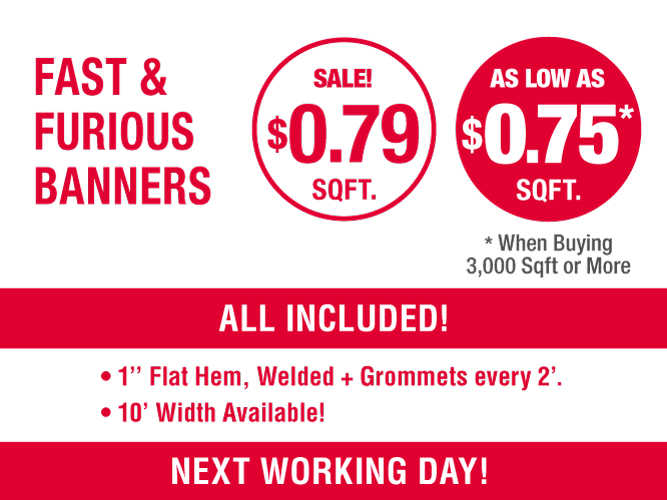 FAST &
FURIOUS
BANNERS
SALE!
$0.79
SQFT.
AS LOW AS
$0.75*
SQFT.
* When Buying
3,000 Sqft or More
ALL INCLUDED!
• 1’’ Flat Hem, Welded + Grommets every 2’.
• 10’ Width Available!
NEXT WORKING DAY!